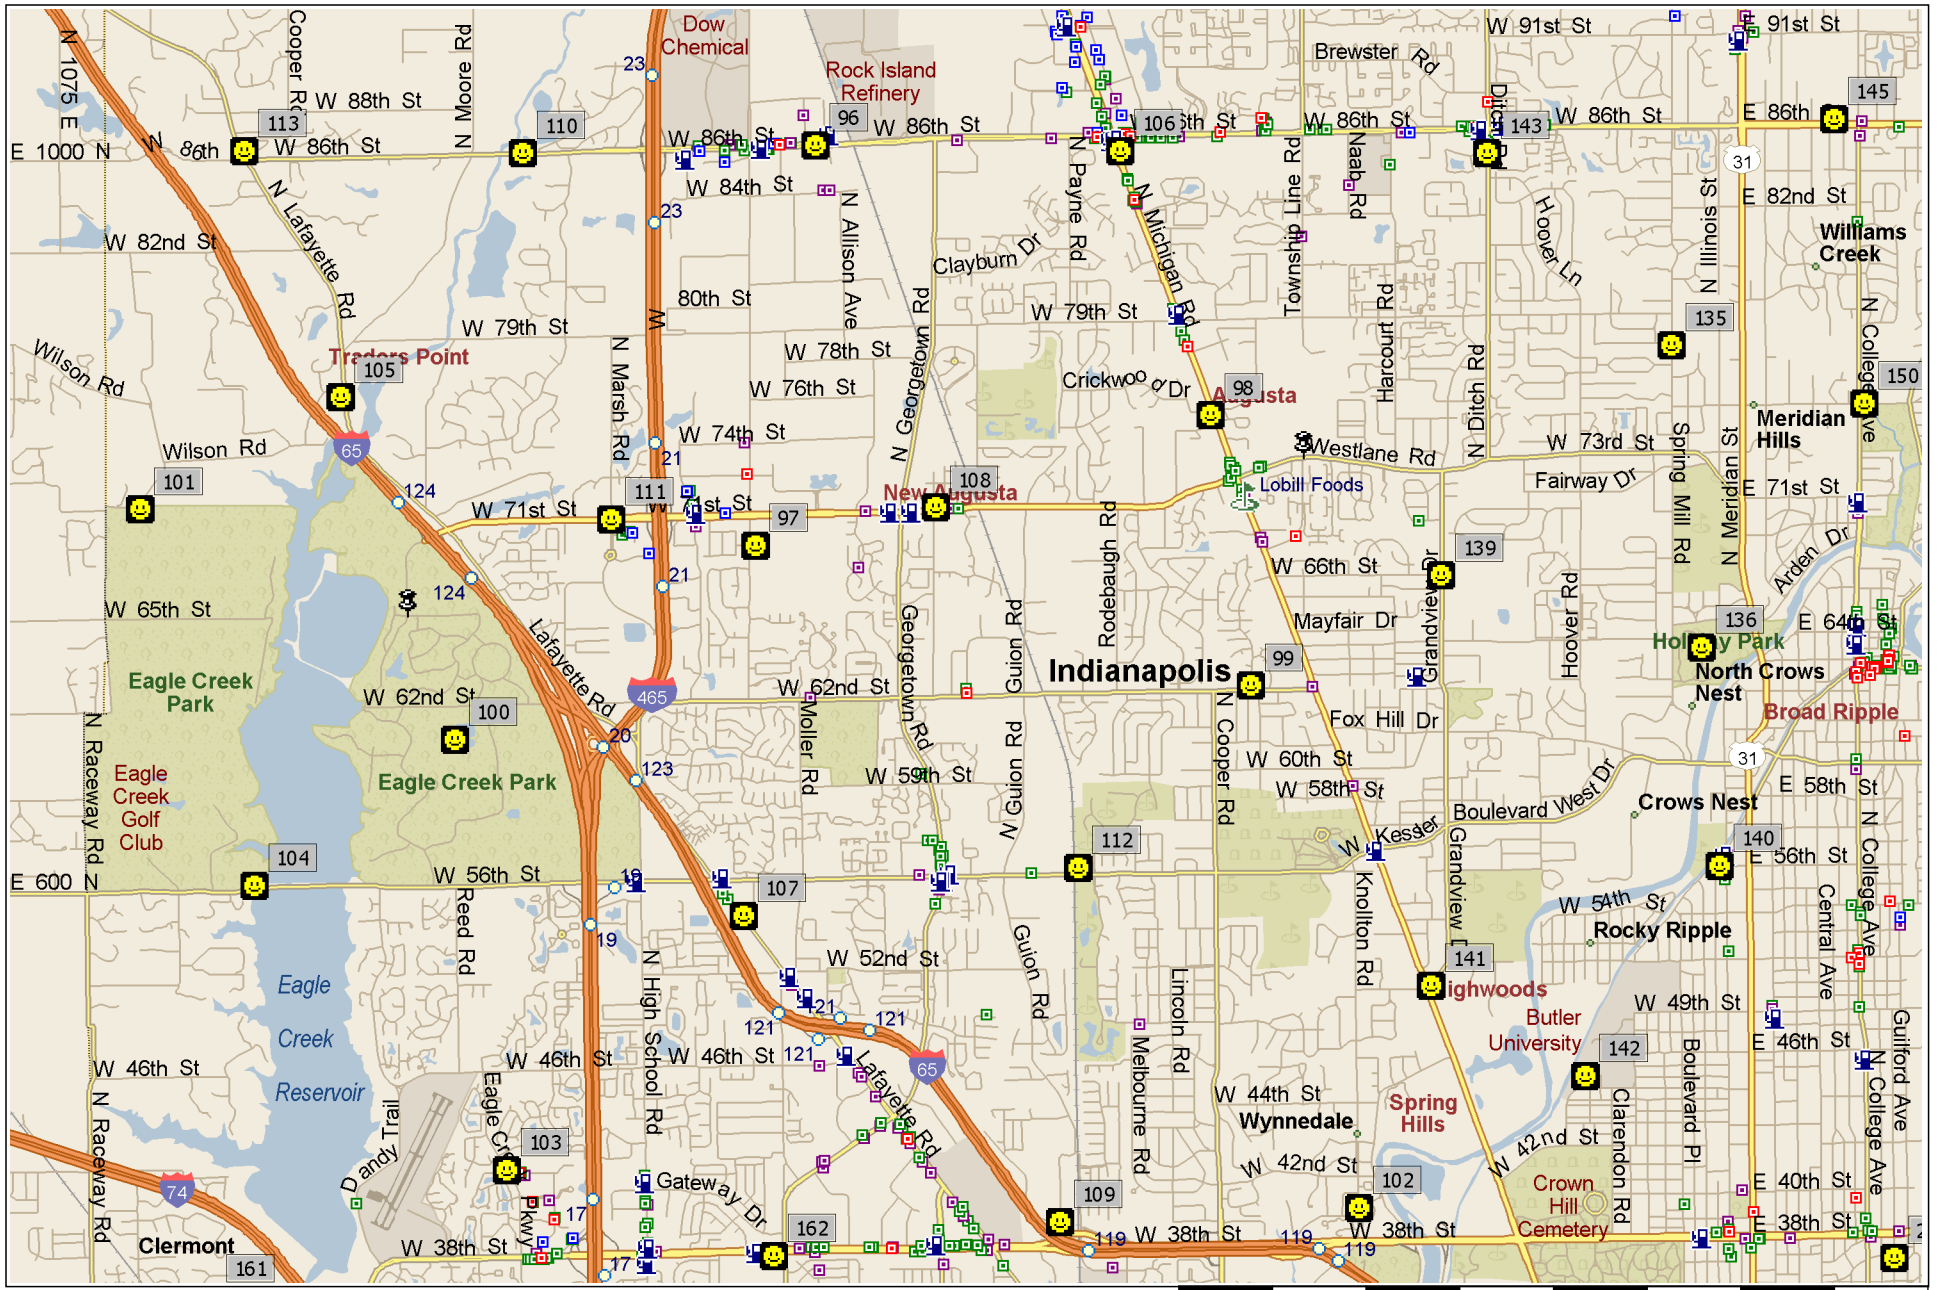 N 1075 E
Cooper Rd
N Moore Rd
Dow
Chemical
W 91st St
E 91st St
Brewster Rd
23
Rock Island
Refinery
W 88th St
113
110
96
106
143
145
W 86th St
W 86th St
W 86th St
W 86th St
W 86th St
E 86th
E 1000 N
W 86th
W 86th St
Ditch Rd
31
W 84th St
N Lafayette Rd
N Payne Rd
N Michigan Rd
Township Line Rd
Naab Rd
Hoover Ln
N Illinois St
E 82nd St
23
W 82nd St
N Allison Ave
Clayburn Dr
Williams
Creek
80th St
W
W 79th St
W 79th St
N Georgetown Rd
Harcourt Rd
135
N College Ave
Wilson Rd
Traders Point
105
N Marsh Rd
W 78th St
W 76th St
Crickwood Dr
98
Augusta
N Ditch Rd
150
Meridian
Hills
W 74th St
21
Wilson Rd
65
Westlane Rd
W 73rd St
Spring Mill Rd
N Meridian St
Fairway Dr
Lobill Foods
E 71st St
101
124
111
W 71st St
W 71st St
97
New Augusta
108
Rodebaugh Rd
139
Arden Dr
W 66th St
21
124
W 65th St
Georgetown Rd
Guion Rd
Mayfair Dr
Grandview Dr
Hoover Rd
136
E 64th St
Holliday Park
North Crows
Nest
Broad Ripple
Lafayette Rd
Indianapolis
99
Eagle Creek
Park
W 62nd St
465
W 62nd St
100
20
Moller Rd
N Guion Rd
N Cooper Rd
Fox Hill Dr
N Raceway Rd
123
W 59th St
W 60th St
W 58th St
31
E 58th St
Eagle
Creek
Golf
Club
Eagle Creek Park
W Kessler
Boulevard West Dr
Crows Nest
104
112
140
E 56th St
E 600 N
W 56th St
19
107
Knollton Rd
Grandview D
N College Ave
Central Ave
Reed Rd
19
W 54th St
Rocky Ripple
W 52nd St
Guion Rd
141
Highwoods
Eagle
Creek
Reservoir
N High School Rd
121
121
121
121
Lincoln Rd
W 49th St
Butler
University
142
E 46th St
Guilford Ave
W 46th St
W 46th St
W 46th St
Lafayette Rd
65
Melbourne Rd
W 44th St
Wynnedale
Spring
Hills
Boulevard Pl
N College Ave
N Raceway Rd
Dandy Trail
Eagle Creek Pkwy
103
W 42nd St
W 42nd St
Clarendon Rd
74
Gateway Dr
109
102
Crown
Hill
Cemetery
E 40th St
17
162
Clermont
W 38th St
119
W 38th St
119
119
W 38th St
E 38th St
161
17